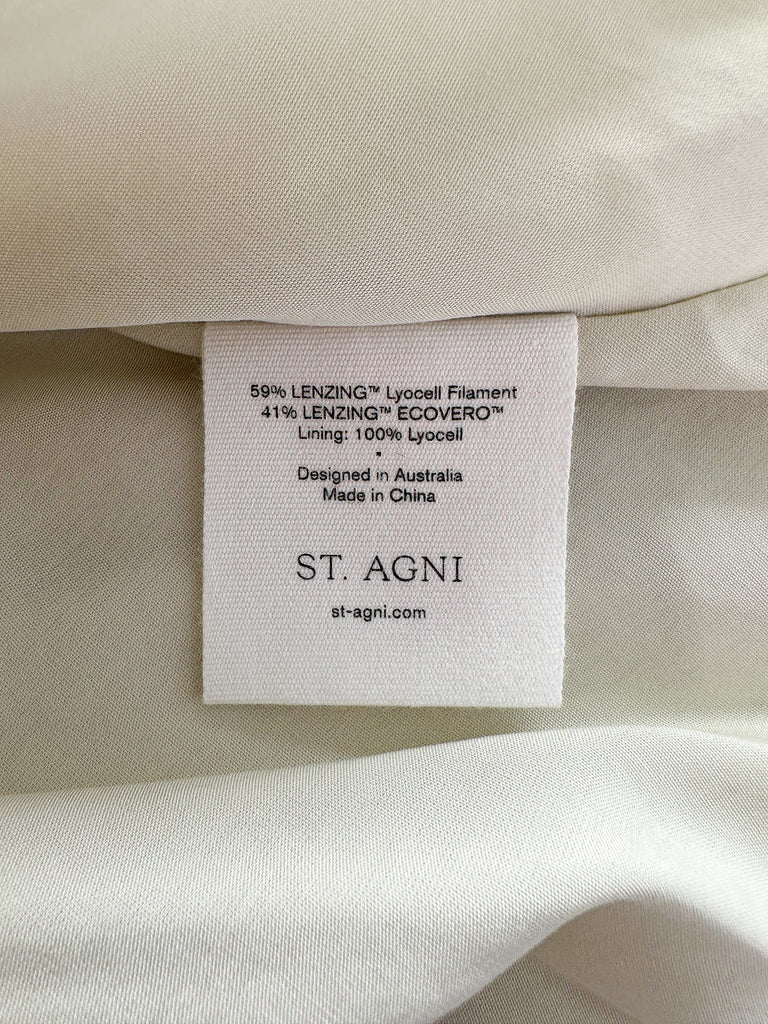 59% LENZING™ Lyocell Filament
41% LENZING™ ECOVERO™
Lining: 100% Lyocell
Designed in Australia
Made in China
ST. AGNI
st-agni.com